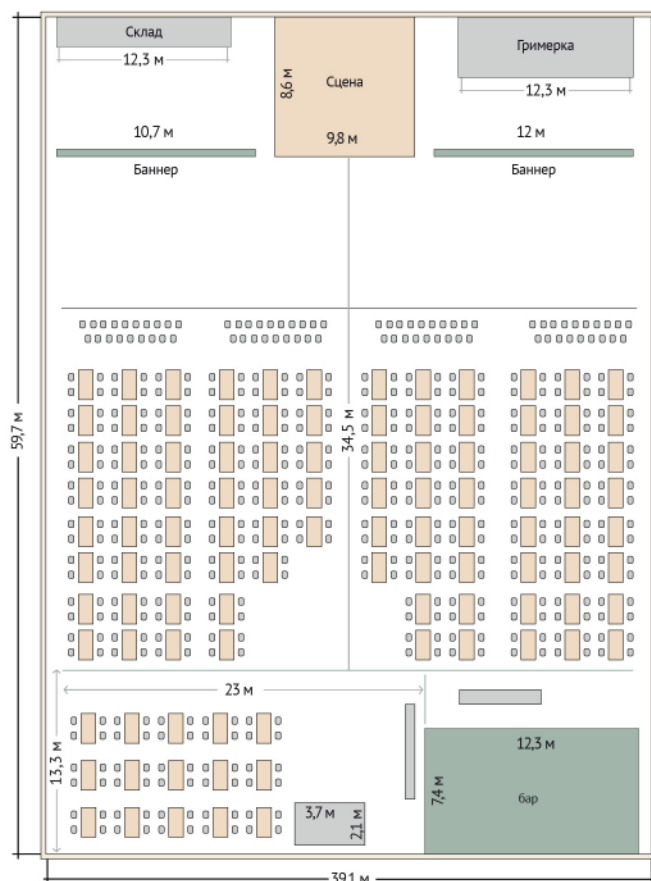 Склад
12,3 м
Сцена
8,6 м
9,8 м
Гримерка
12,3 м
10,7 м
Баннер
12 м
Баннер
59,7 м
34,5 м
23 м
13,3 м
3,7 м
2,1 м
12,3 м
7,4 м
бар
39,1 м